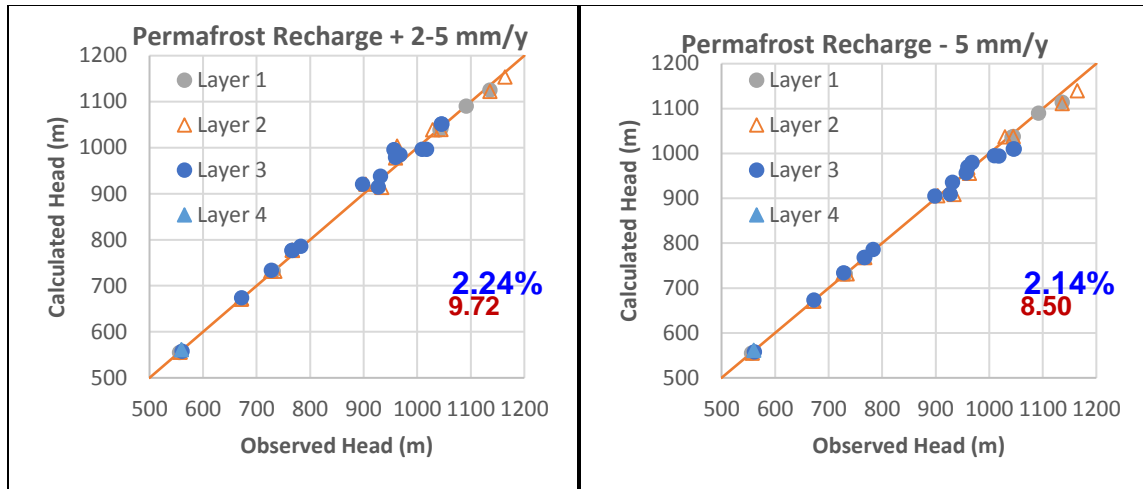 Permafrost Recharge + 2-5 mm/y
1200
1100
1000
900
800
700
600
500
Calculated Head (m)
Layer 1
Layer 2
Layer 3
Layer 4
2.24%
9.72
500 600 700 800 900 1000 1100 1200
Observed Head (m)
Permafrost Recharge - 5 mm/y
1200
1100
1000
900
800
700
600
500
Calculated Head (m)
Layer 1
Layer 2
Layer 3
Layer 4
2.14%
8.50
500 600 700 800 900 1000 1100 1200
Observed Head (m)